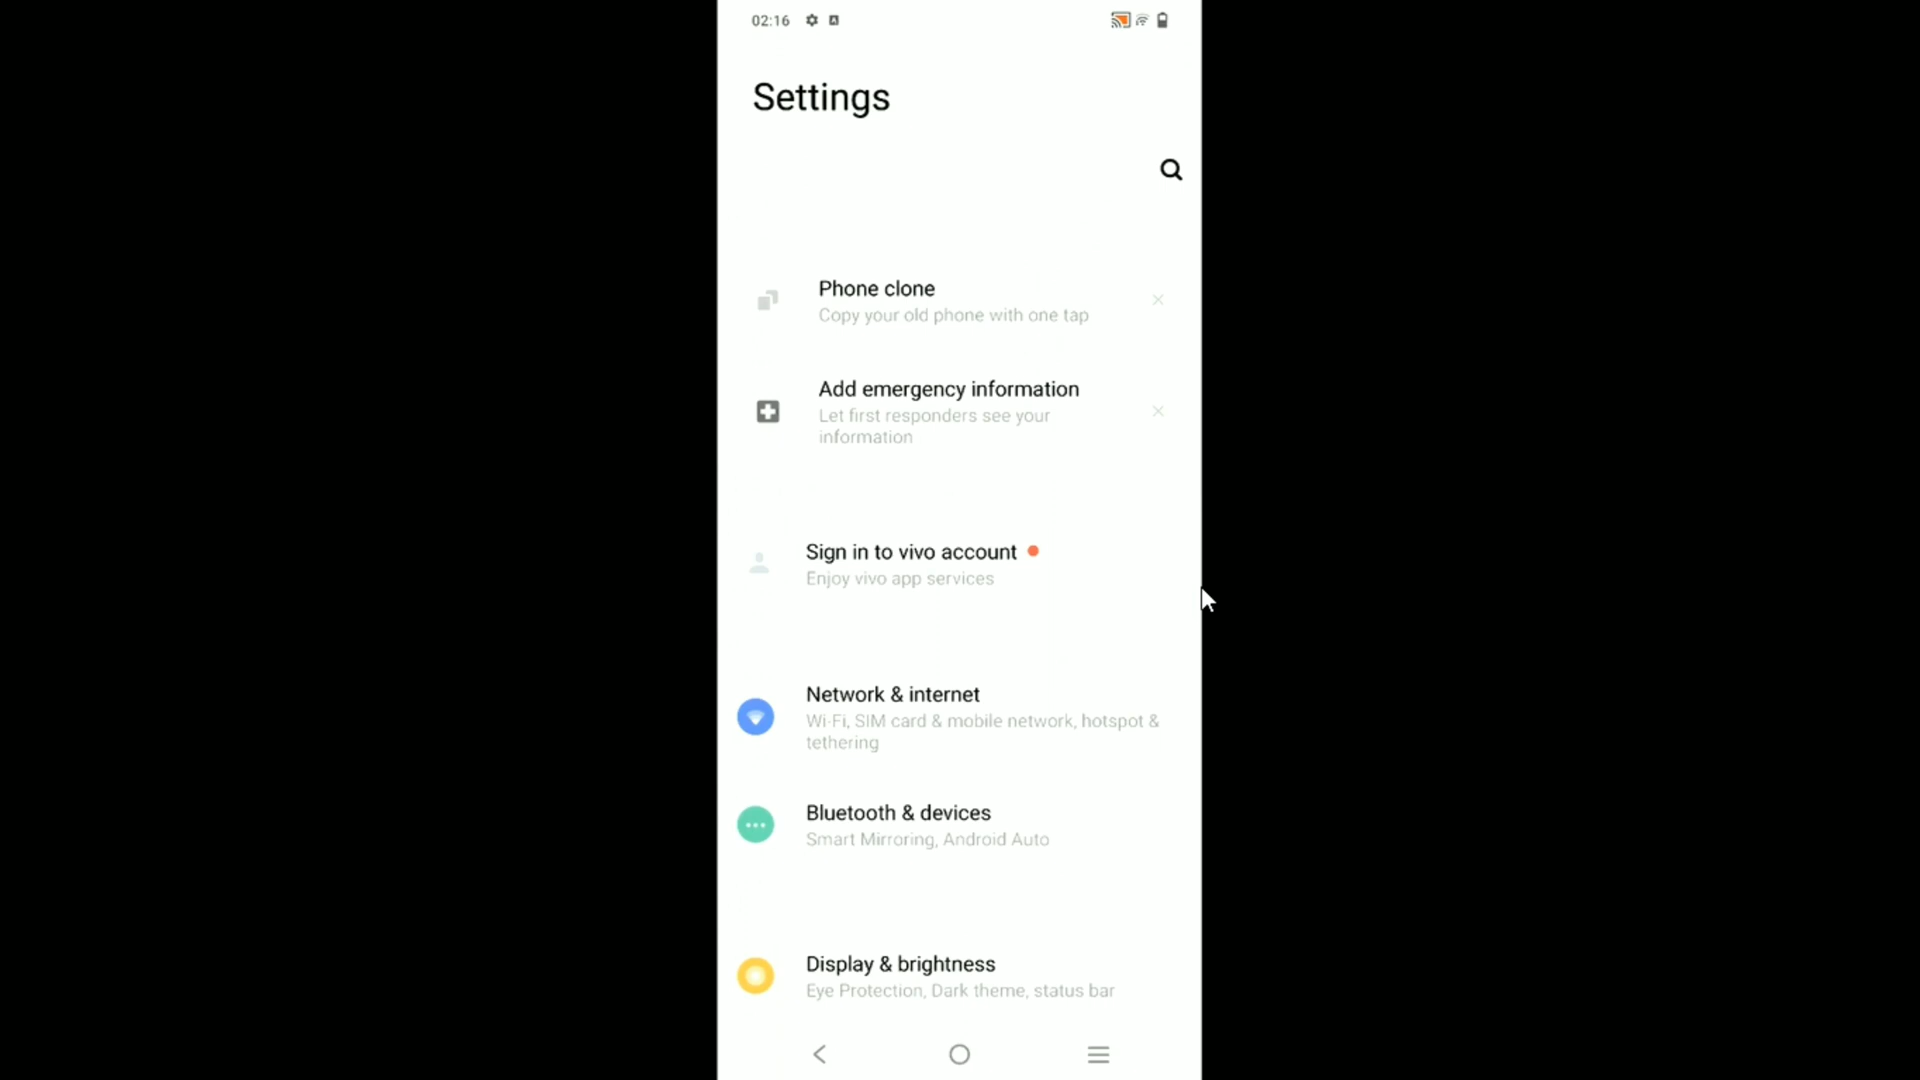 02:16
Settings
Phone clone
Copy your old phone with one tap
Add emergency information
Let first responders see your
information
Sign in to vivo account
Enjoy vivo app services
Network & internet
Wi-Fi, SIM card & mobile network, hotspot &
tethering
Bluetooth & devices
Smart Mirroring, Android Auto
Display & brightness
Eye Protection, Dark theme, status bar